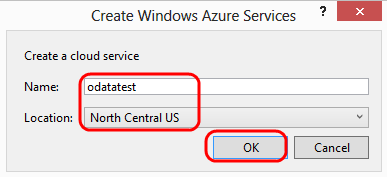 Create Windows Azure Services ? x
Create a cloud service
Name: odatatest
Location: North Central US
OK Cancel